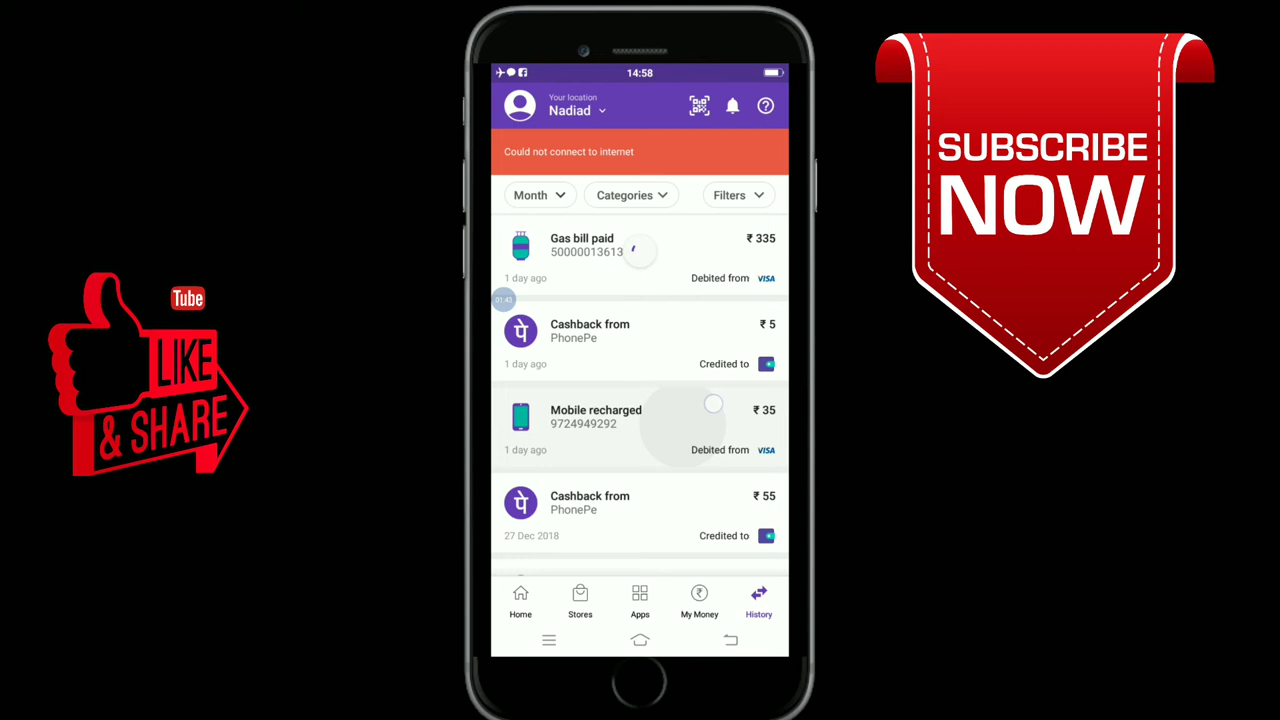 SUBSCRIBE
NOW
Tube
LIKE
& SHARE
14:58
Your location
Nadiad
Could not connect to internet
Month
Categories
Filters
Gas bill paid
₹ 335
50000013613
1 day ago
Debited from VISA
01:43
Cashback from
₹ 5
PhonePe
1 day ago
Credited to
Mobile recharged
₹ 35
9724949292
1 day ago
Debited from VISA
Cashback from
₹ 55
PhonePe
27 Dec 2018
Credited to
Home
Stores
Apps
My Money
History
पे
पे